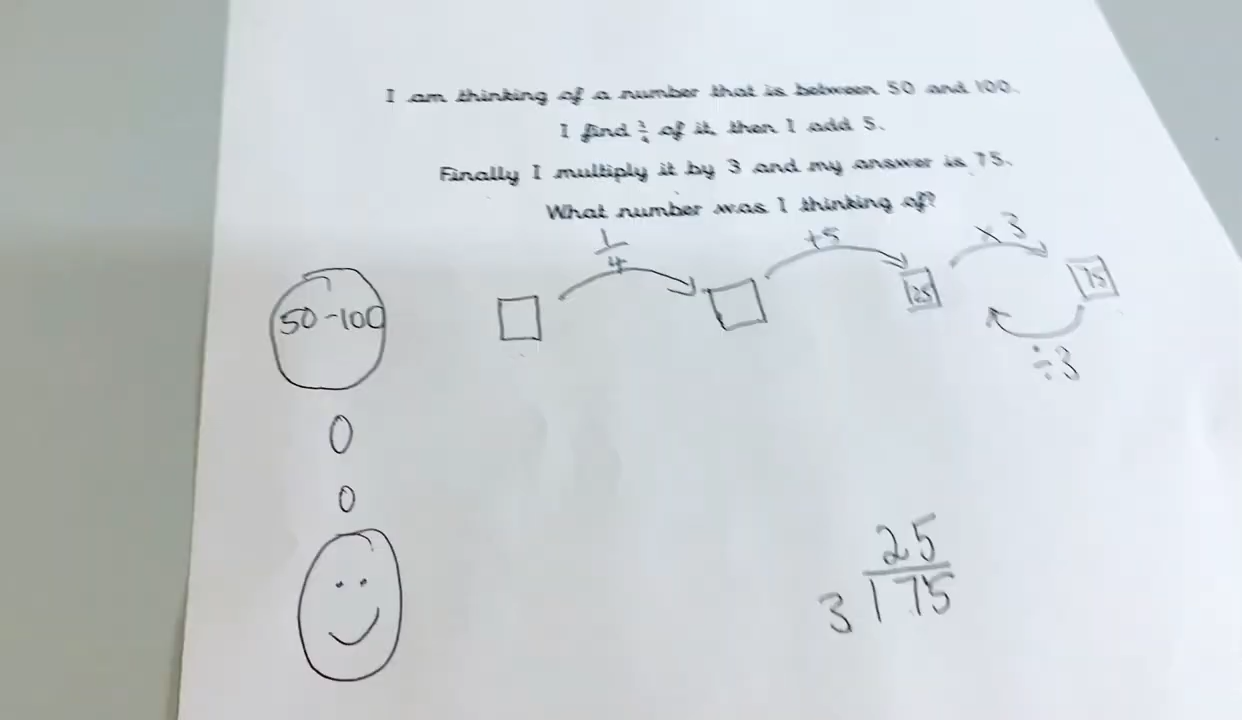 I am thinking of a number that is between 50 and 100.
I find ¼ of it, then I add 5.
Finally I multiply it by 3 and my answer is 75.
What number was I thinking of?
1/4 +5 × 3
50-100
25 75
÷3
25
3 | 75